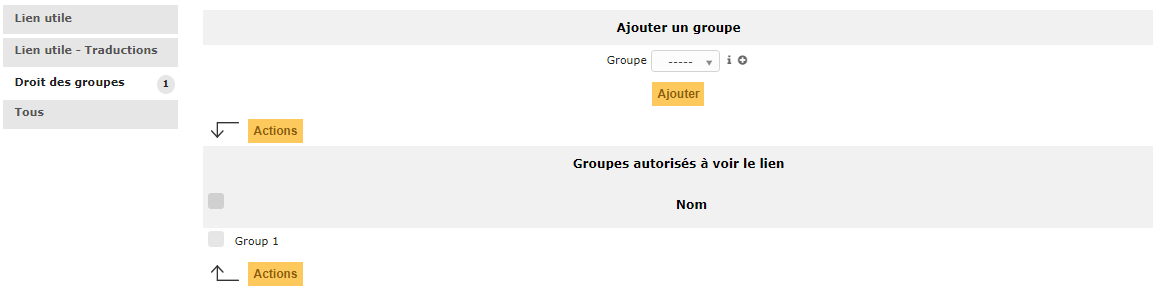 Lien utile
Lien utile - Traductions
Droit des groupes 1
Tous
Ajouter un groupe
Groupe -----
Ajouter
Actions
Groupes autorisés à voir le lien
Nom
Group 1
Actions